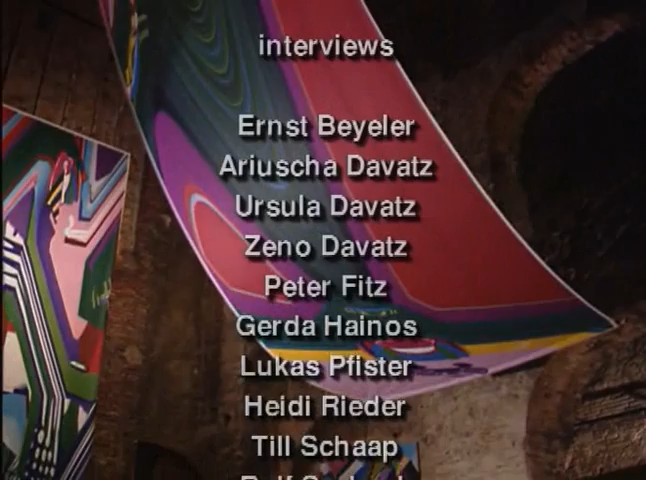 interviews
Ernst Beyeler
Ariuscha Davatz
Ursula Davatz
Zeno Davatz
Peter Fitz
Gerda Hainos
Lukas Pfister
Heidi Rieder
Till Schaap